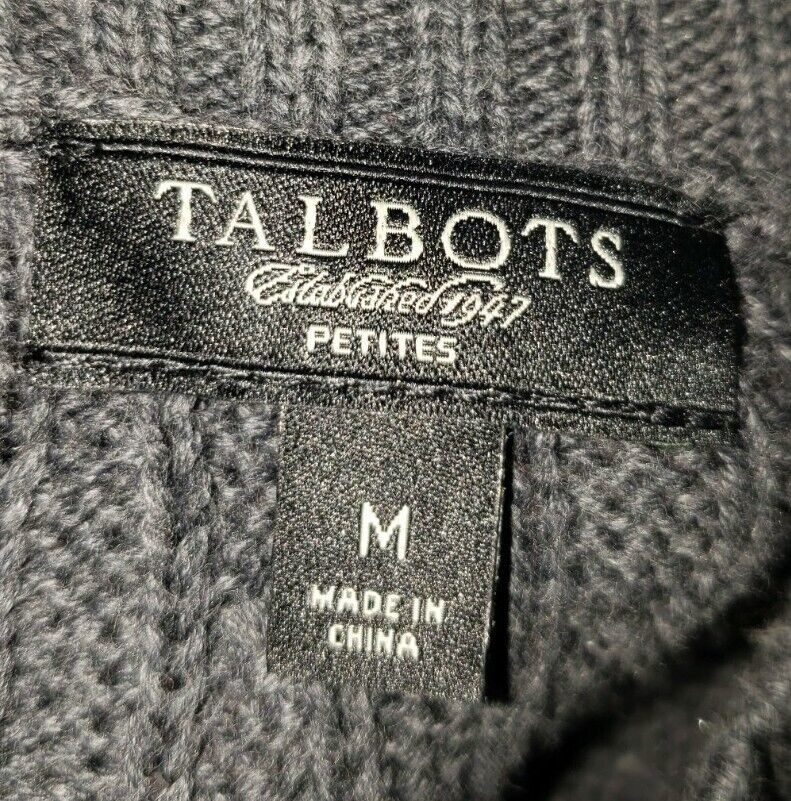 TALBOTS
Established 1947
PETITES
M
MADE IN
CHINA